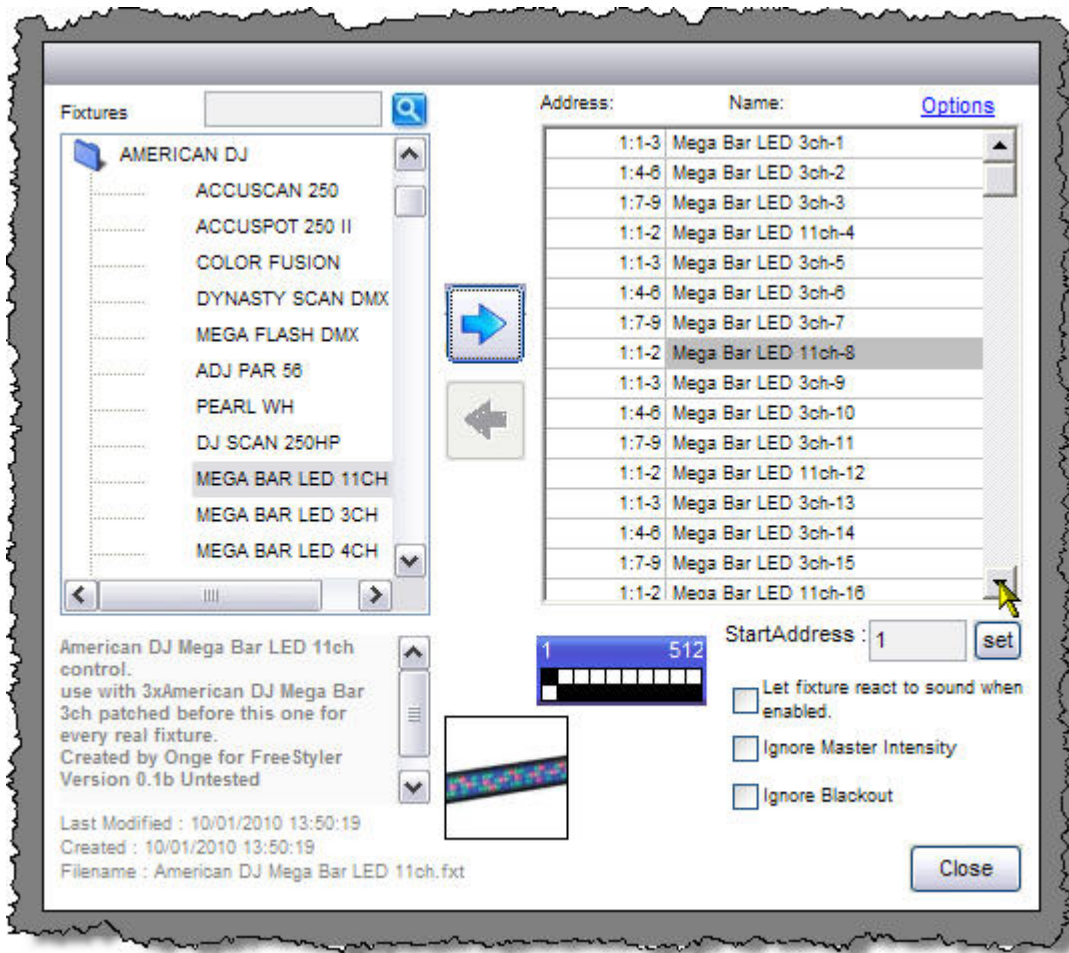 Fixtures
AMERICAN DJ
ACCUSCAN 250
ACCUSPOT 250 II
COLOR FUSION
DYNASTY SCAN DMX
MEGA FLASH DMX
ADJ PAR 56
PEARL WH
DJ SCAN 250HP
MEGA BAR LED 11CH
MEGA BAR LED 3CH
MEGA BAR LED 4CH
American DJ Mega Bar LED 11ch
control.
use with 3xAmerican DJ Mega Bar
3ch patched before this one for
every real fixture.
Created by Onge for FreeStyler
Version 0.1b Untested
Last Modified : 10/01/2010 13:50:19
Created : 10/01/2010 13:50:19
Filename : American DJ Mega Bar LED 11ch.fxt
Address: Name: Options
1:1-3 Mega Bar LED 3ch-1
1:4-6 Mega Bar LED 3ch-2
1:7-9 Mega Bar LED 3ch-3
1:1-2 Mega Bar LED 11ch-4
1:1-3 Mega Bar LED 3ch-5
1:4-6 Mega Bar LED 3ch-6
1:7-9 Mega Bar LED 3ch-7
1:1-2 Mega Bar LED 11ch-8
1:1-3 Mega Bar LED 3ch-9
1:4-6 Mega Bar LED 3ch-10
1:7-9 Mega Bar LED 3ch-11
1:1-2 Mega Bar LED 11ch-12
1:1-3 Mega Bar LED 3ch-13
1:4-6 Mega Bar LED 3ch-14
1:7-9 Mega Bar LED 3ch-15
1:1-2 Mega Bar LED 11ch-16
1 512
StartAddress : 1 set
Let fixture react to sound when
enabled.
Ignore Master Intensity
Ignore Blackout
Close